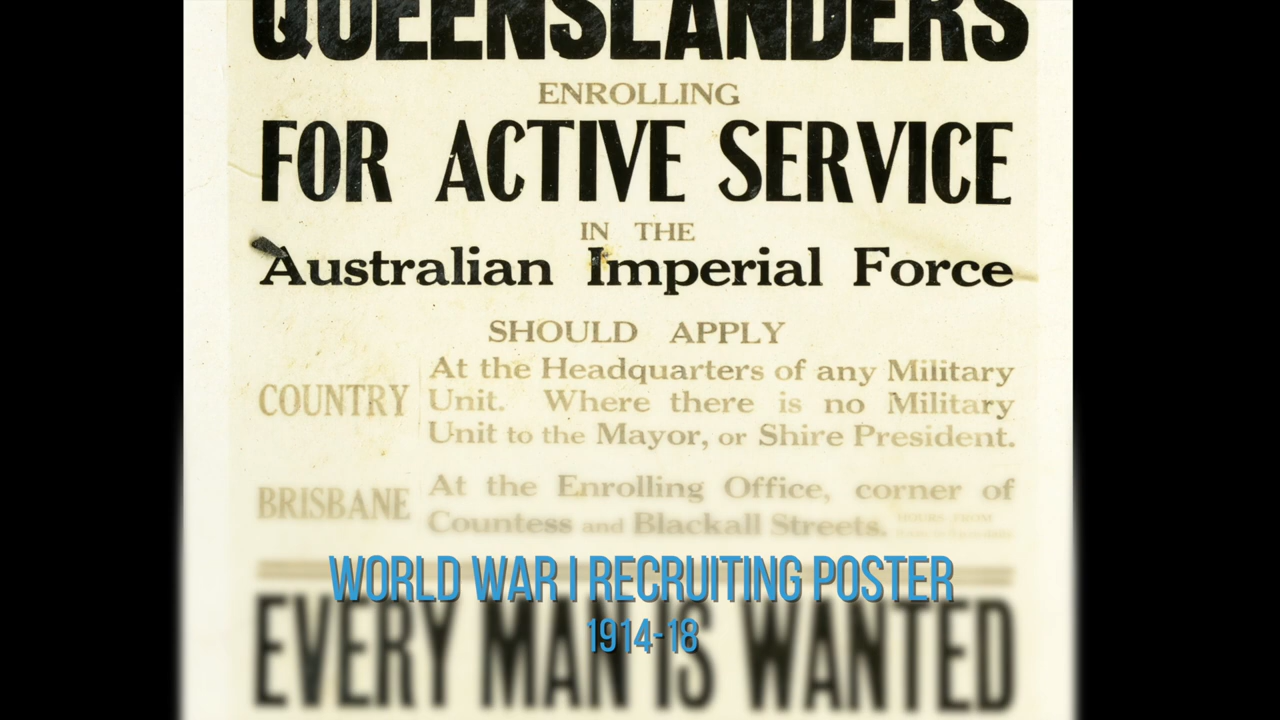 QUEENSLANDERS
ENROLLING
FOR ACTIVE SERVICE
IN THE
Australian Imperial Force
SHOULD APPLY
COUNTRY
At the Headquarters of any Military
Unit. Where there is no Military
Unit to the Mayor, or Shire President.
BRISBANE
At the Enrolling Office, corner of
Countess and Blackall Streets.
WORLD WAR I RECRUITING POSTER
1914-18
EVERY MAN IS WANTED